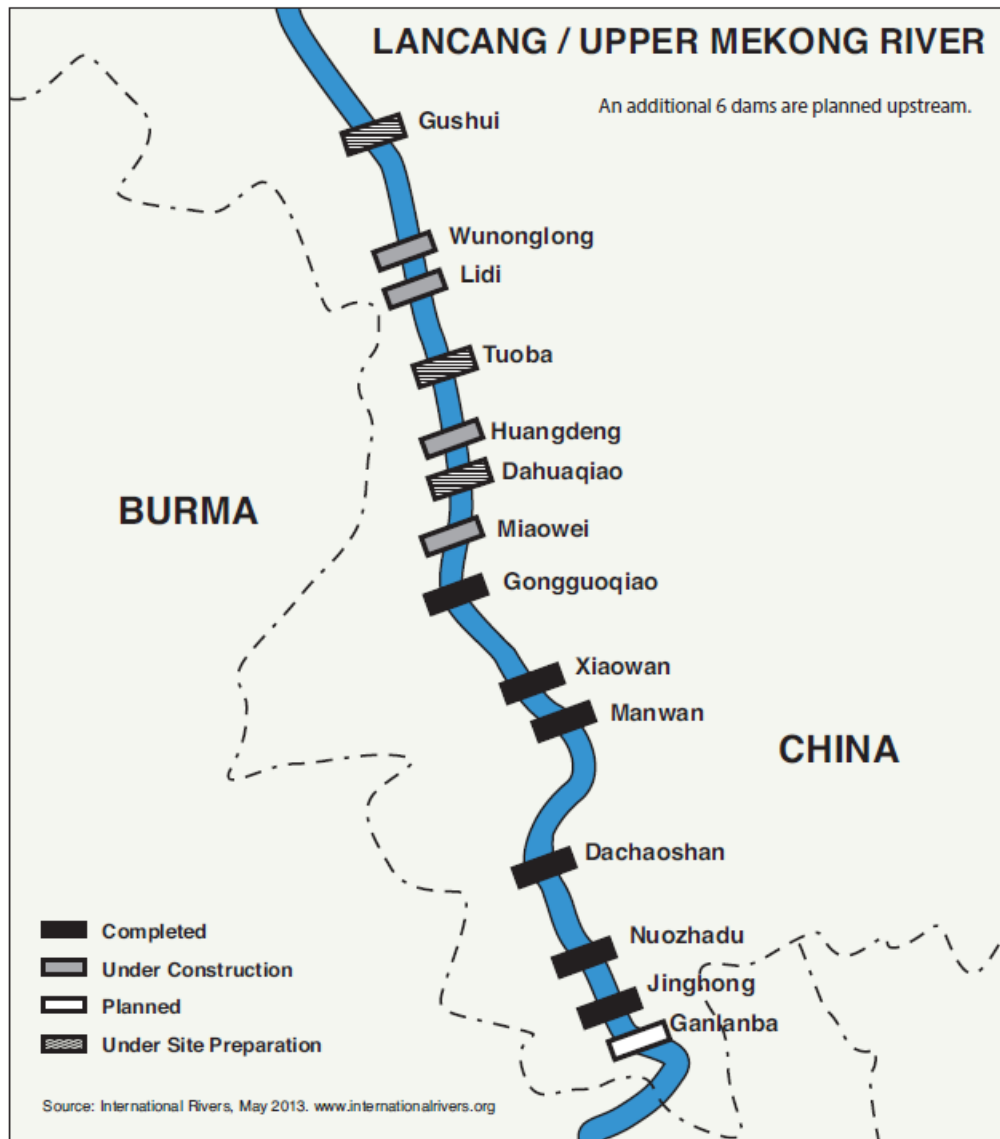 LANCANG / UPPER MEKONG RIVER
An additional 6 dams are planned upstream.
Gushui
Wunonglong
Lidi
Tuoba
Huangdeng
Dahuaqiao
BURMA
Miaowei
Gongguoqiao
Xiaowan
Manwan
CHINA
Dachaoshan
Nuozhadu
Jinghong
Ganlanba
Completed
Under Construction
Planned
Under Site Preparation
Source: International Rivers, May 2013. www.internationalrivers.org